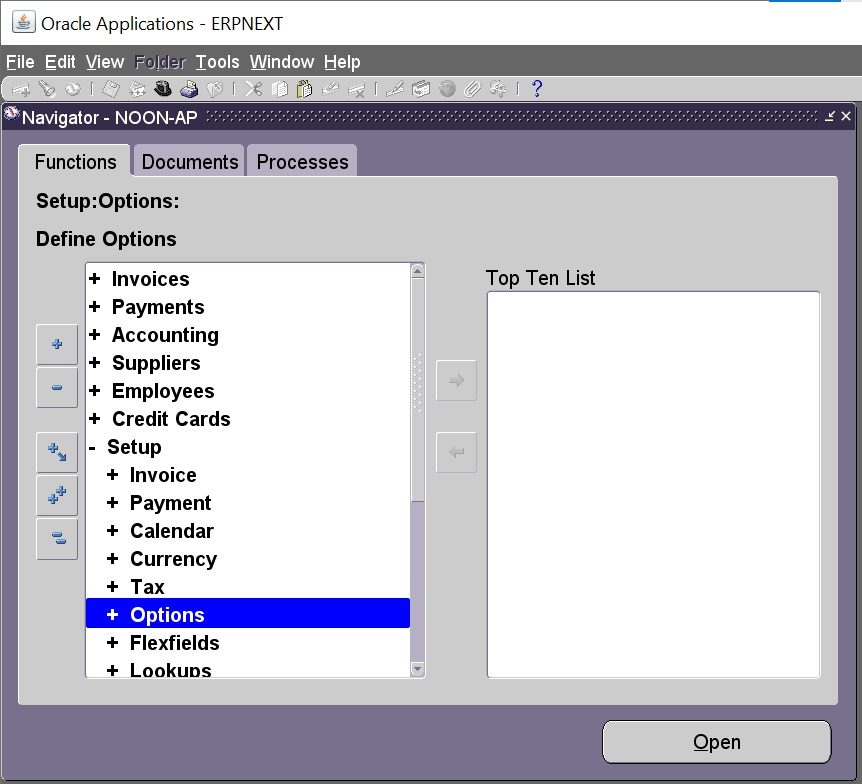 Oracle Applications - ERPNEXT
File Edit View Folder Tools Window Help
?
Navigator - NOON-AP
Functions Documents Processes
Setup:Options:
Define Options
+ Invoices
+ Payments
+ Accounting
+ Suppliers
+ Employees
+ Credit Cards
- Setup
+ Invoice
+ Payment
+ Calendar
+ Currency
+ Tax
+ Options
+ Flexfields
+ Lookups
Top Ten List
Open